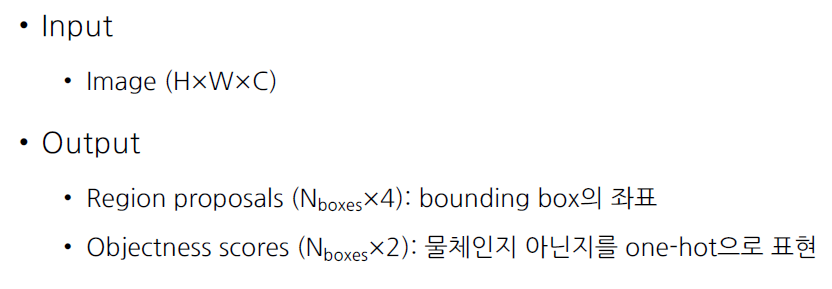 • Input
• Image (H×W×C)
• Output
• Region proposals (Nboxes×4): bounding box의 좌표
• Objectness scores (Nboxes×2): 물체인지 아닌지를 one-hot으로 표현